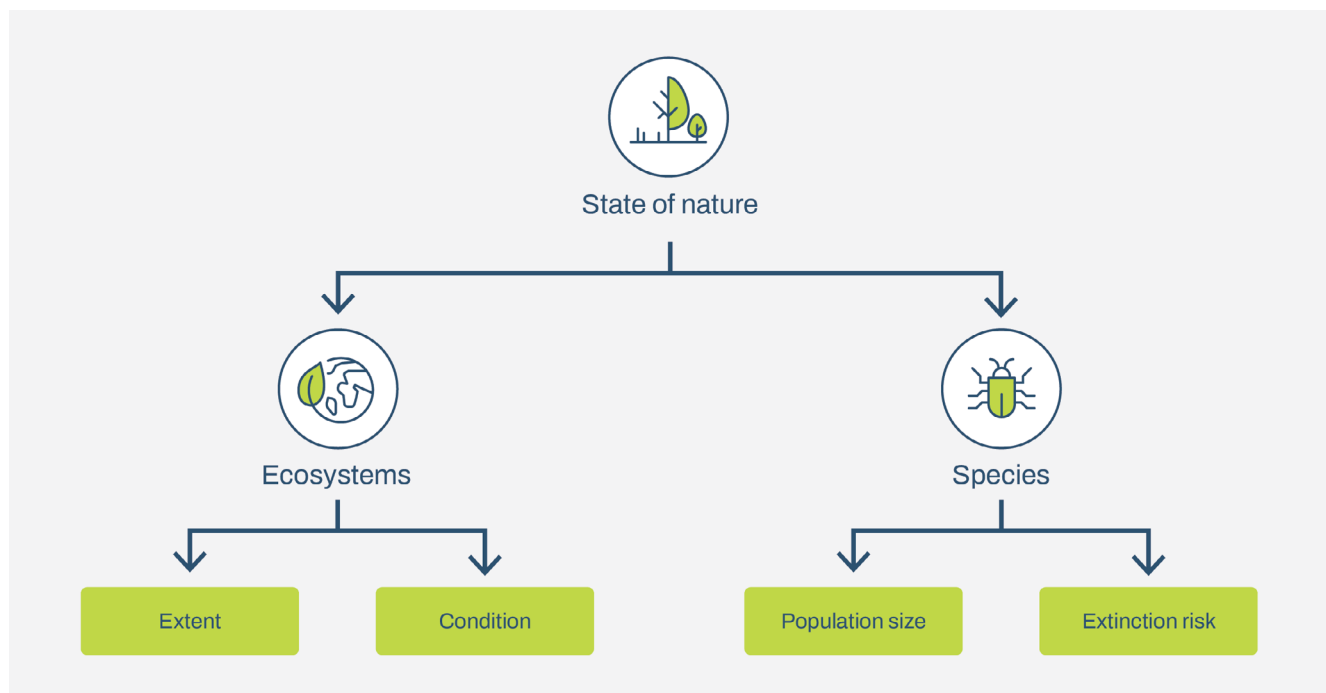 State of nature
Ecosystems
Species
Extent
Condition
Population size
Extinction risk